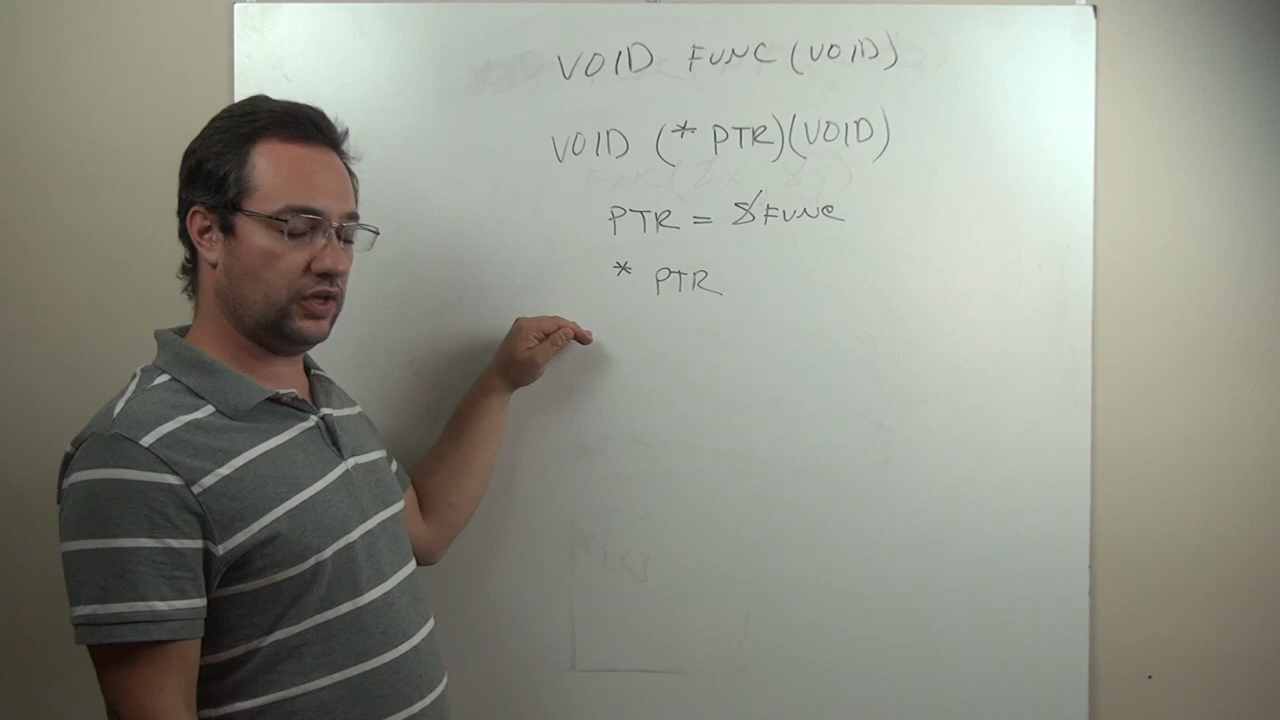 VOID FUNC (VOID)
VOID (* PTR)(VOID)
PTR = &FUNC
* PTR